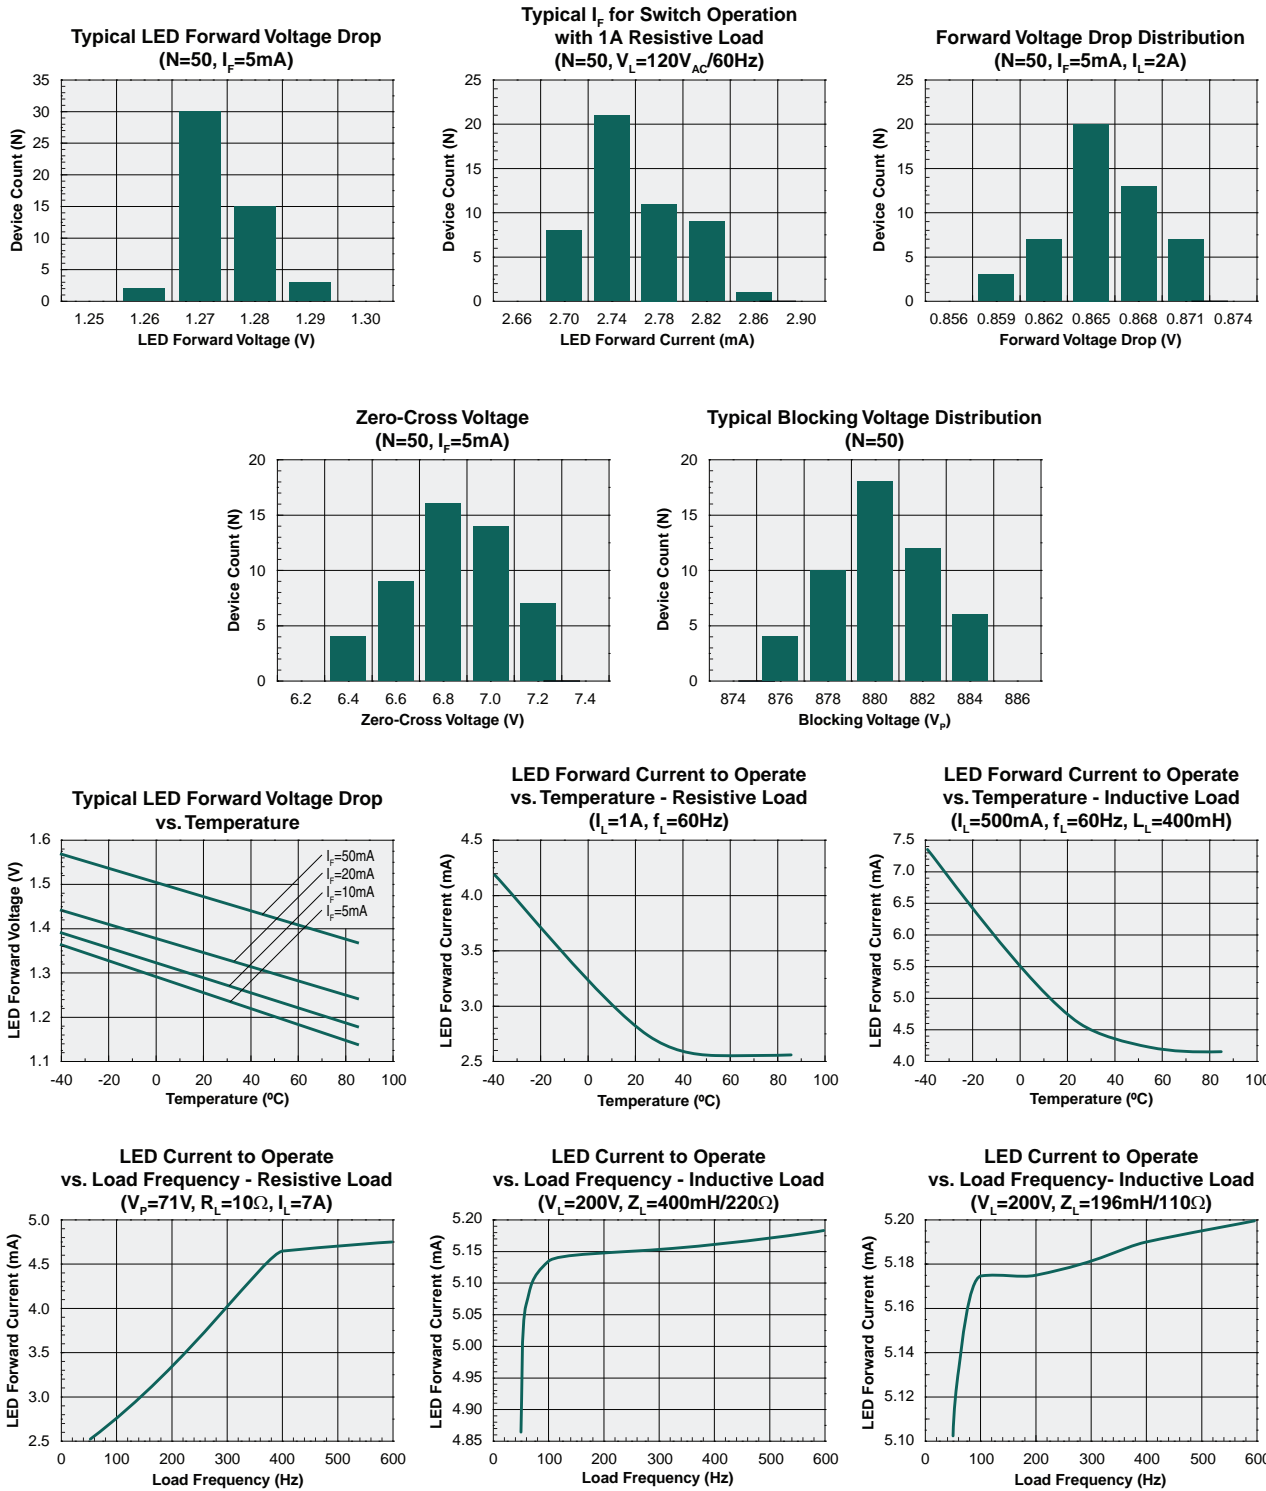 Typical LED Forward Voltage Drop
(N=50, IF=5mA)
35
30
25
20
15
10
5
0
Device Count (N)
1.25 1.26 1.27 1.28 1.29 1.30
LED Forward Voltage (V)
Typical IF for Switch Operation
with 1A Resistive Load
(N=50, VL=120VAC/60Hz)
25
20
15
10
5
0
Device Count (N)
2.66 2.70 2.74 2.78 2.82 2.86 2.90
LED Forward Current (mA)
Forward Voltage Drop Distribution
(N=50, IF=5mA, IL=2A)
25
20
15
10
5
0
Device Count (N)
0.856 0.859 0.862 0.865 0.868 0.871 0.874
Forward Voltage Drop (V)
Zero-Cross Voltage
(N=50, IF=5mA)
20
15
10
5
0
Device Count (N)
6.2 6.4 6.6 6.8 7.0 7.2 7.4
Zero-Cross Voltage (V)
Typical Blocking Voltage Distribution
(N=50)
20
15
10
5
0
Device Count (N)
874 876 878 880 882 884 886
Blocking Voltage (VP)
Typical LED Forward Voltage Drop
vs. Temperature
1.6
1.5
1.4
1.3
1.2
1.1
LED Forward Voltage (V)
IF=50mA
IF=20mA
IF=10mA
IF=5mA
-40 -20 0 20 40 60 80 100
Temperature (ºC)
LED Forward Current to Operate
vs. Temperature - Resistive Load
(IL=1A, fL=60Hz)
4.5
4.0
3.5
3.0
2.5
LED Forward Current (mA)
-40 -20 0 20 40 60 80 100
Temperature (ºC)
LED Forward Current to Operate
vs. Temperature - Inductive Load
(IL=500mA, fL=60Hz, LL=400mH)
7.5
7.0
6.5
6.0
5.5
5.0
4.5
4.0
LED Forward Current (mA)
-40 -20 0 20 40 60 80 100
Temperature (ºC)
LED Current to Operate
vs. Load Frequency - Resistive Load
(VP=71V, RL=10Ω, IL=7A)
5.0
4.5
4.0
3.5
3.0
2.5
LED Forward Current (mA)
0 100 200 300 400 500 600
Load Frequency (Hz)
LED Current to Operate
vs. Load Frequency - Inductive Load
(VL=200V, ZL=400mH/220Ω)
5.20
5.15
5.10
5.05
5.00
4.95
4.90
4.85
LED Forward Current (mA)
0 100 200 300 400 500 600
Load Frequency (Hz)
LED Current to Operate
vs. Load Frequency- Inductive Load
(VL=200V, ZL=196mH/110Ω)
5.20
5.18
5.16
5.14
5.12
5.10
LED Forward Current (mA)
0 100 200 300 400 500 600
Load Frequency (Hz)